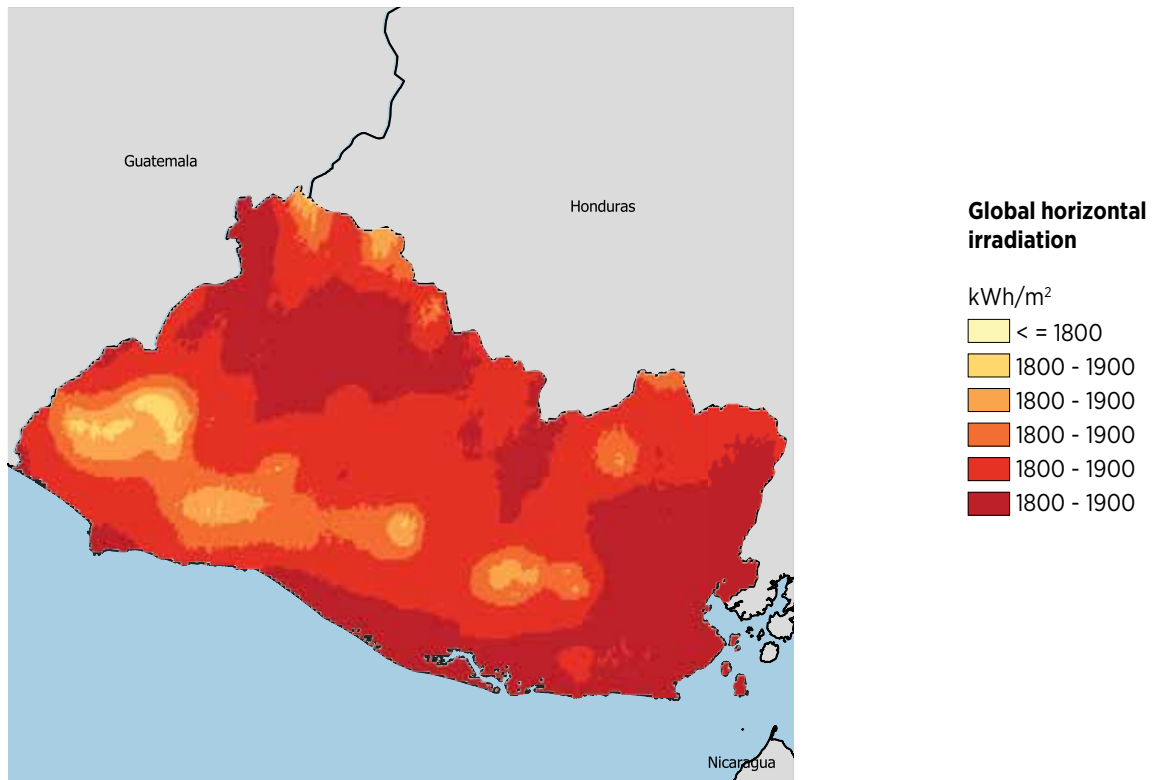 Guatemala
Honduras
Nicaragua
Global horizontal
irradiation
kWh/m²
< = 1800
1800 - 1900
1800 - 1900
1800 - 1900
1800 - 1900
1800 - 1900